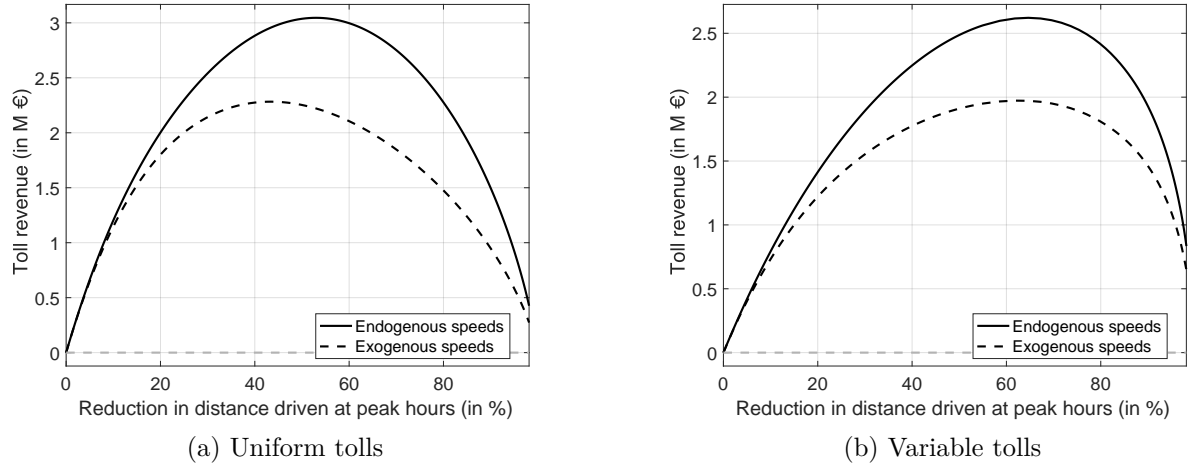 Toll revenue (in M €)
3
2.5
2
1.5
1
0.5
0
0 20 40 60 80
Endogenous speeds
Exogenous speeds
Reduction in distance driven at peak hours (in %)
(a) Uniform tolls
Toll revenue (in M €)
2.5
2
1.5
1
0.5
0
0 20 40 60 80
Endogenous speeds
Exogenous speeds
Reduction in distance driven at peak hours (in %)
(b) Variable tolls